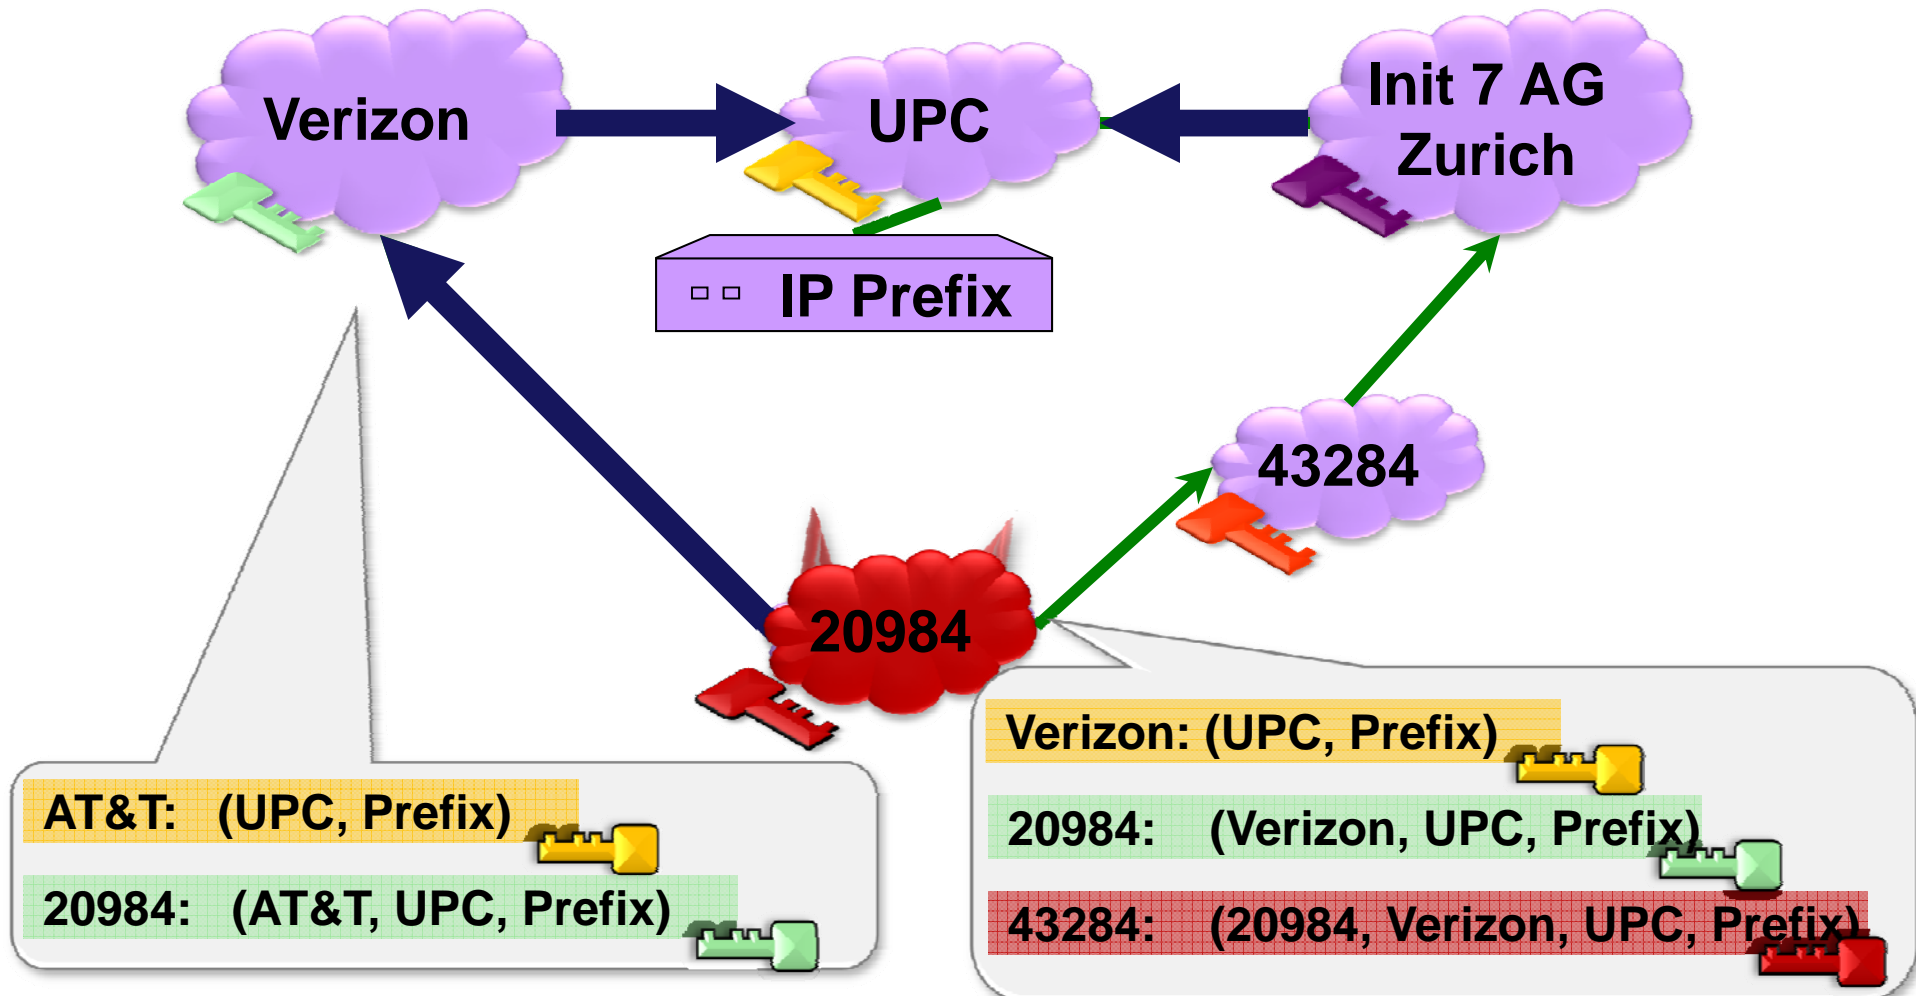 Verizon
UPC
Init 7 AG
Zurich
IP Prefix
43284
20984
Verizon: (UPC, Prefix)
20984: (Verizon, UPC, Prefix)
43284: (20984, Verizon, UPC, Prefix)
AT&T: (UPC, Prefix)
20984: (AT&T, UPC, Prefix)